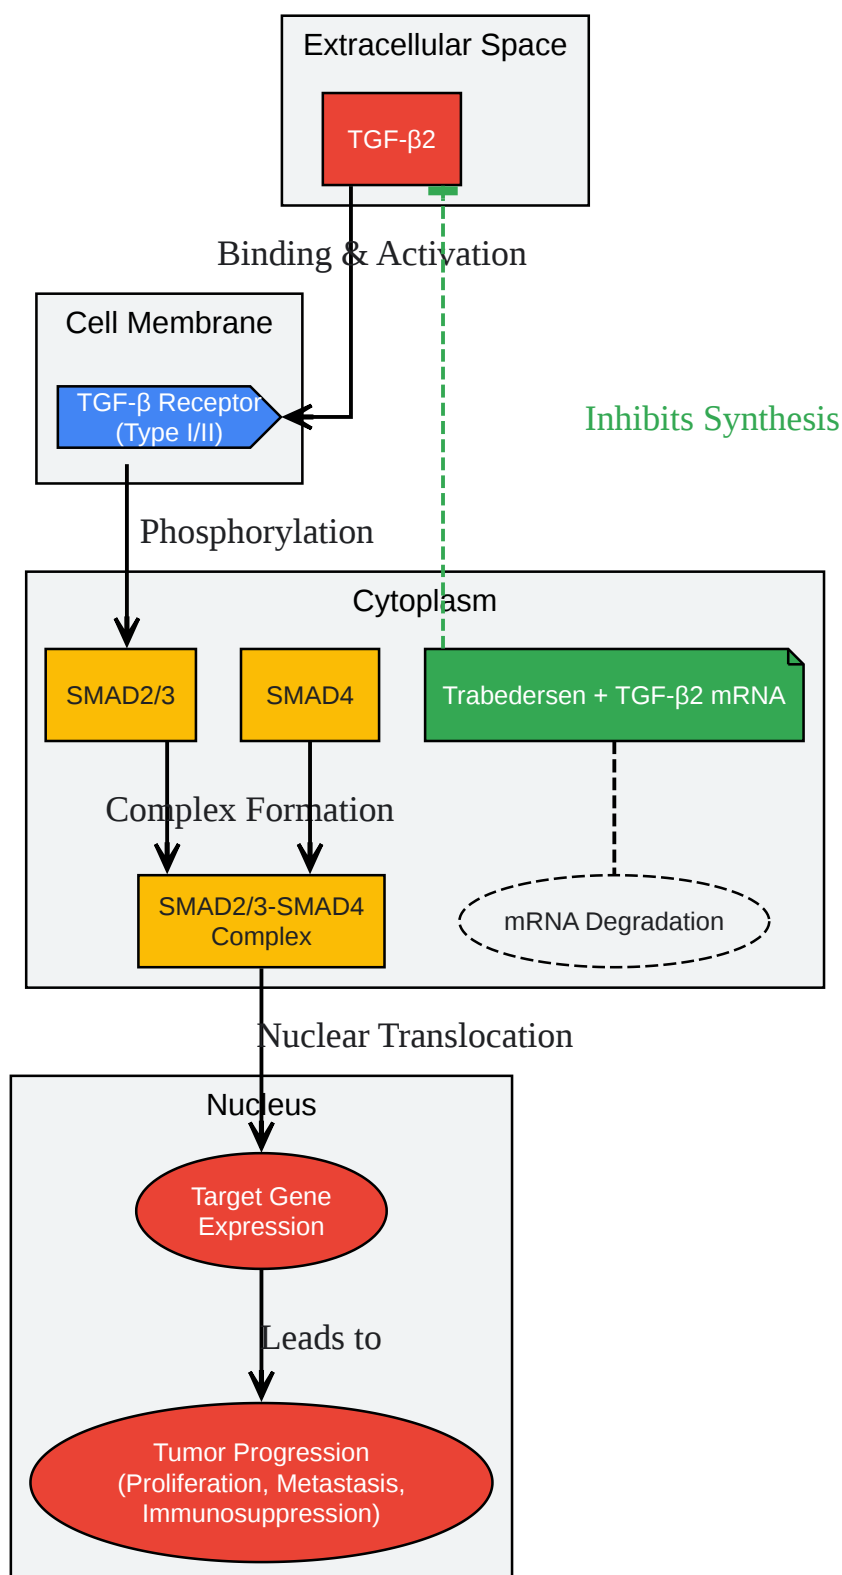 Extracellular Space
TGF-β2
Binding & Activation
Cell Membrane
TGF-β Receptor
(Type I/II)
Inhibits Synthesis
Phosphorylation
Cytoplasm
SMAD2/3
SMAD4
Trabedersen + TGF-β2 mRNA
Complex Formation
SMAD2/3-SMAD4
Complex
mRNA Degradation
Nuclear Translocation
Nucleus
Target Gene
Expression
Leads to
Tumor Progression
(Proliferation, Metastasis,
Immunosuppression)